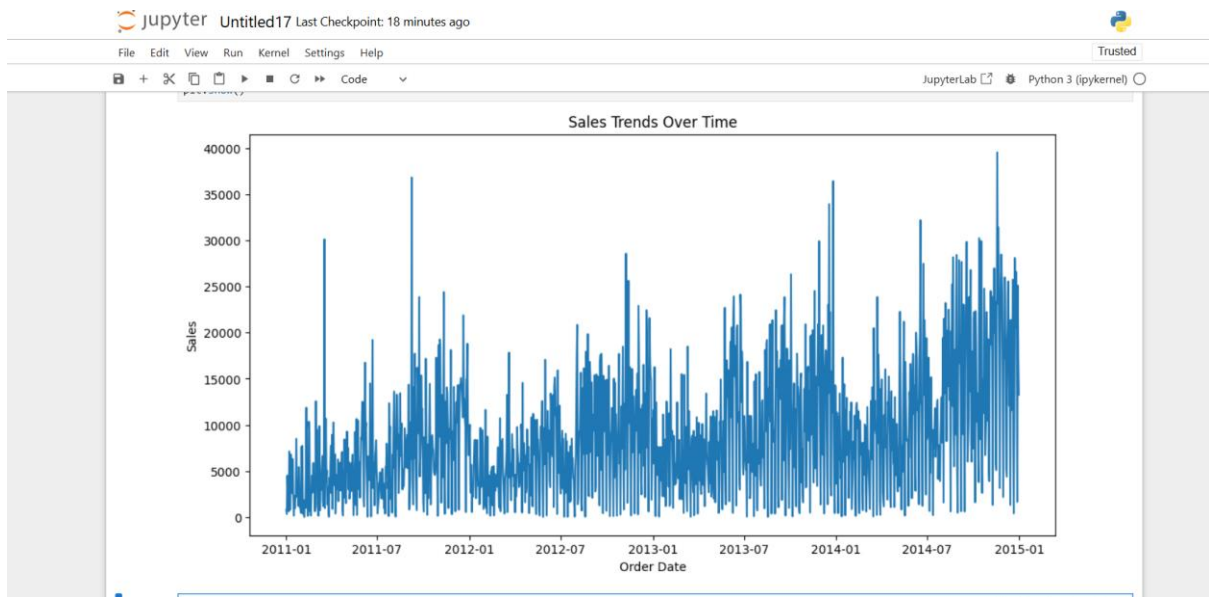 jupyter Untitled17 Last Checkpoint: 18 minutes ago
File Edit View Run Kernel Settings Help Trusted
Code JupyterLab Python 3 (ipykernel)
Sales Trends Over Time
40000
35000
30000
25000
20000
15000
10000
5000
0
Sales
2011-01 2011-07 2012-01 2012-07 2013-01 2013-07 2014-01 2014-07 2015-01
Order Date